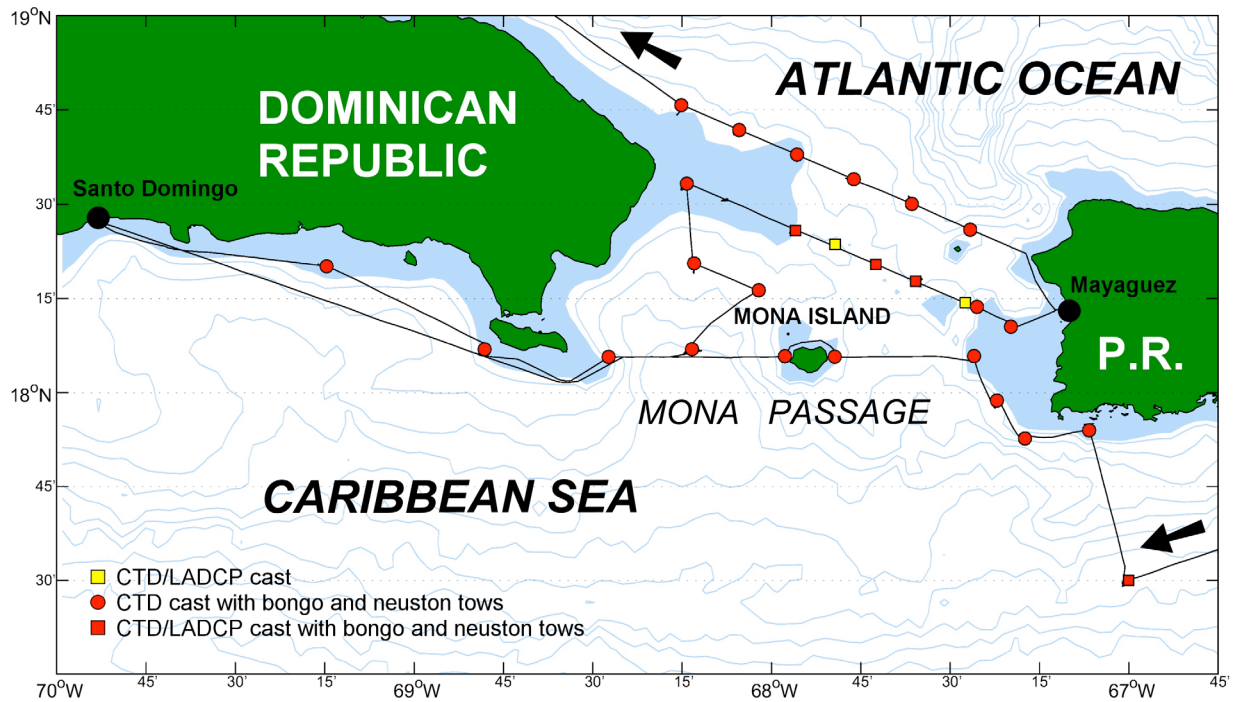 19°N
ATLANTIC OCEAN
DOMINICAN
REPUBLIC
45'
Santo Domingo
30'
Mayaguez
15'
MONA ISLAND
P.R.
18°N
MONA PASSAGE
CARIBBEAN SEA
45'
30'
CTD/LADCP cast
CTD cast with bongo and neuston tows
CTD/LADCP cast with bongo and neuston tows
70°W 45' 30' 15' 69°W 45' 30' 15' 68°W 45' 30' 15' 67°W 45'